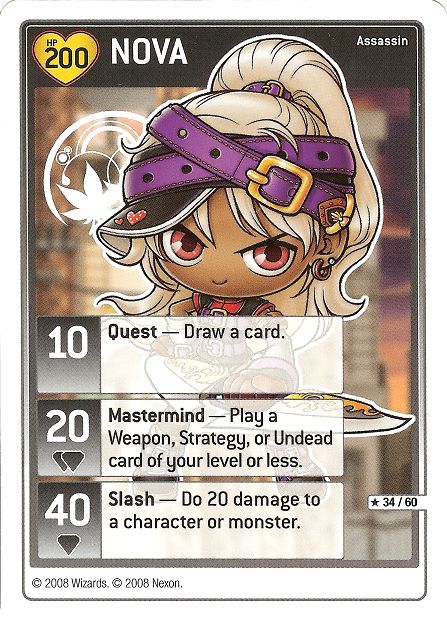 HP
200
NOVA
Assassin
10
Quest — Draw a card.
20
Mastermind — Play a
Weapon, Strategy, or Undead
card of your level or less.
40
Slash — Do 20 damage to
a character or monster.
★ 34 / 60
© 2008 Wizards. © 2008 Nexon.